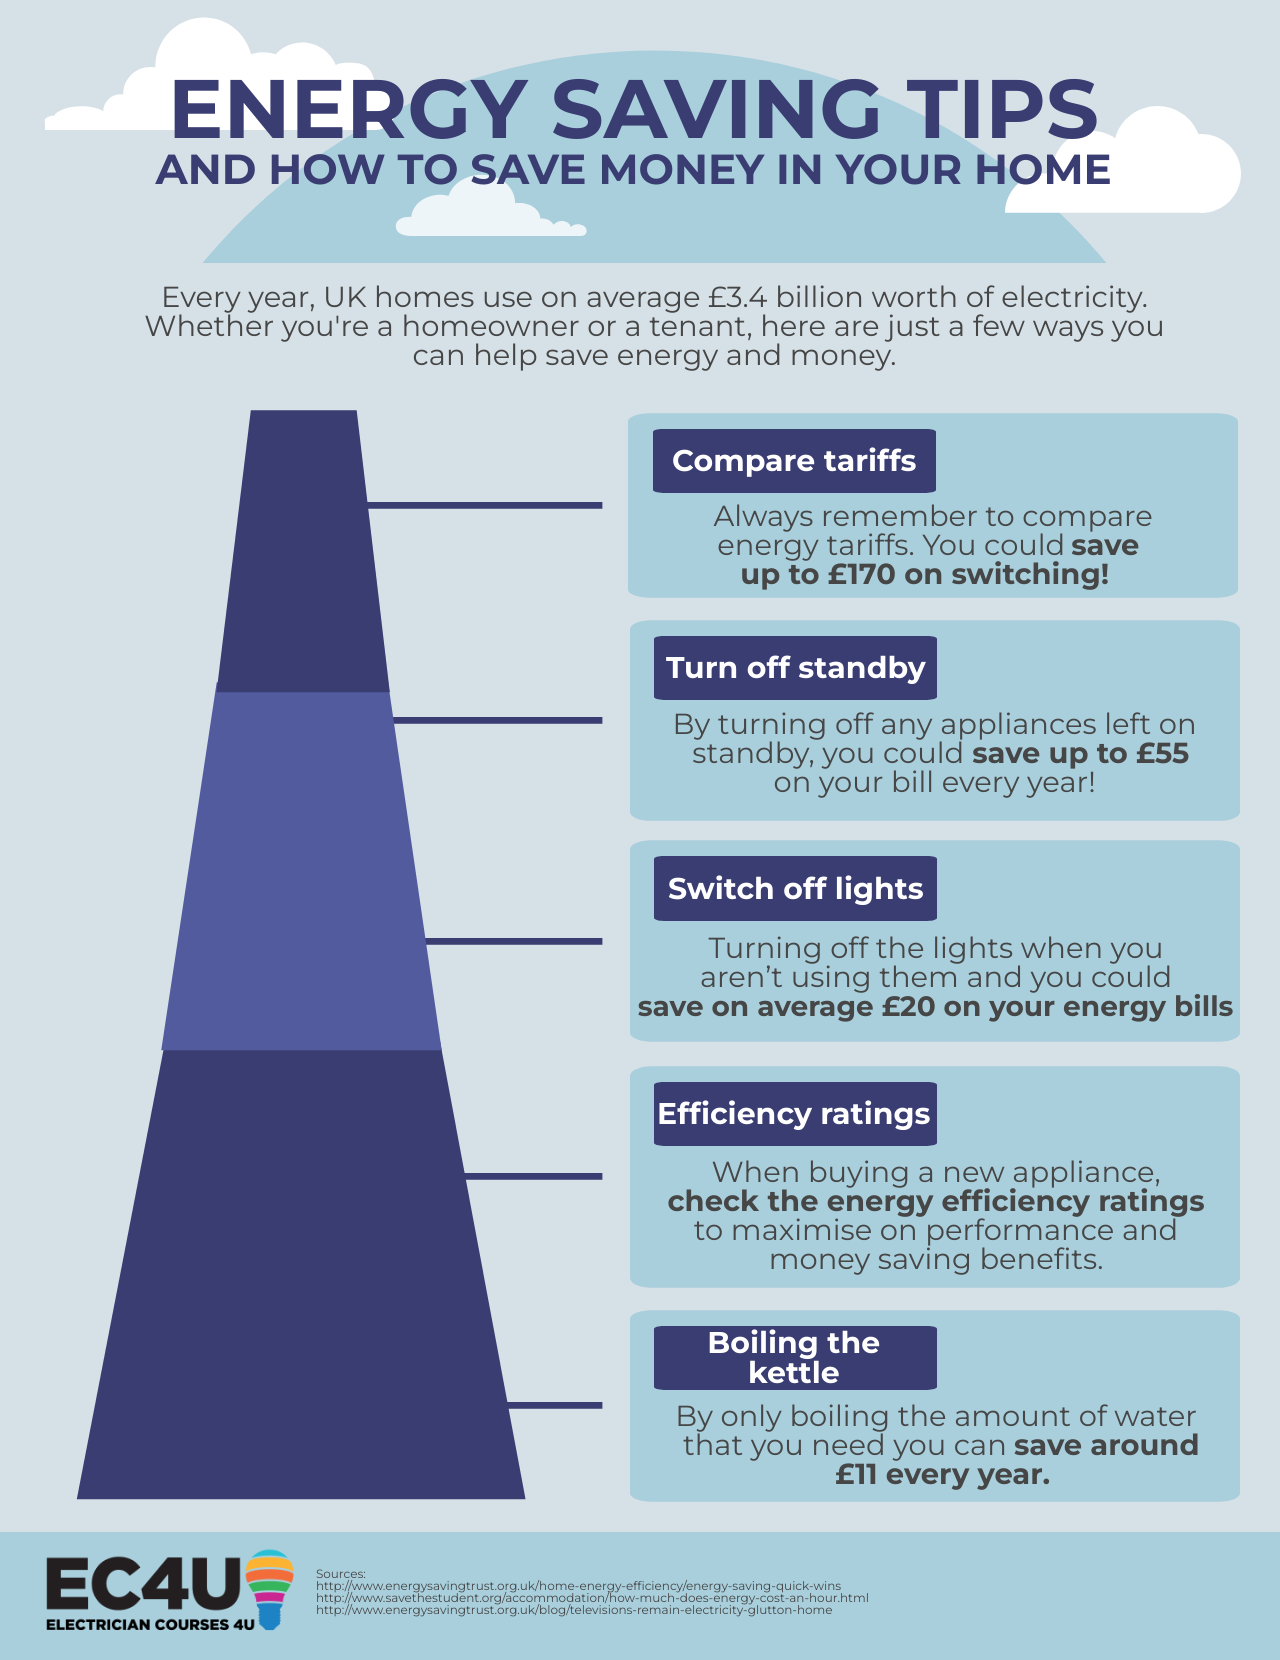 ENERGY SAVING TIPS
AND HOW TO SAVE MONEY IN YOUR HOME
Every year, UK homes use on average £3.4 billion worth of electricity.
Whether you're a homeowner or a tenant, here are just a few ways you
can help save energy and money.
Compare tariffs
Always remember to compare
energy tariffs. You could save
up to £170 on switching!
Turn off standby
By turning off any appliances left on
standby, you could save up to £55
on your bill every year!
Switch off lights
Turning off the lights when you
aren’t using them and you could
save on average £20 on your energy bills
Efficiency ratings
When buying a new appliance,
check the energy efficiency ratings
to maximise on performance and
money saving benefits.
Boiling the
kettle
By only boiling the amount of water
that you need you can save around
£11 every year.
EC4U
ELECTRICIAN COURSES 4U
Sources:
http://www.energysavingtrust.org.uk/home-energy-efficiency/energy-saving-quick-wins
http://www.savethestudent.org/accommodation/how-much-does-energy-cost-an-hour.html
http://www.energysavingtrust.org.uk/blog/televisions-remain-electricity-glutton-home